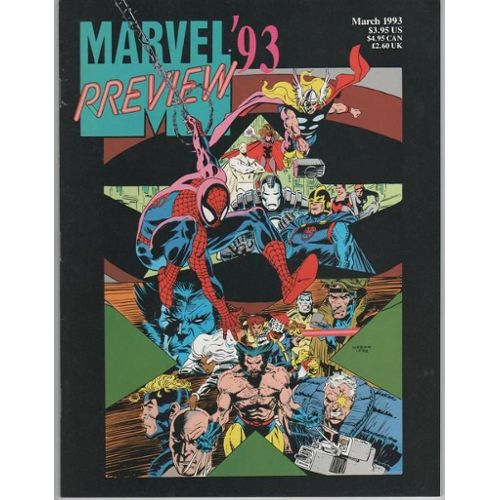 MARVEL '93
PREVIEW
March 1993
$3.95 US
$4.95 CAN
£2.60 UK